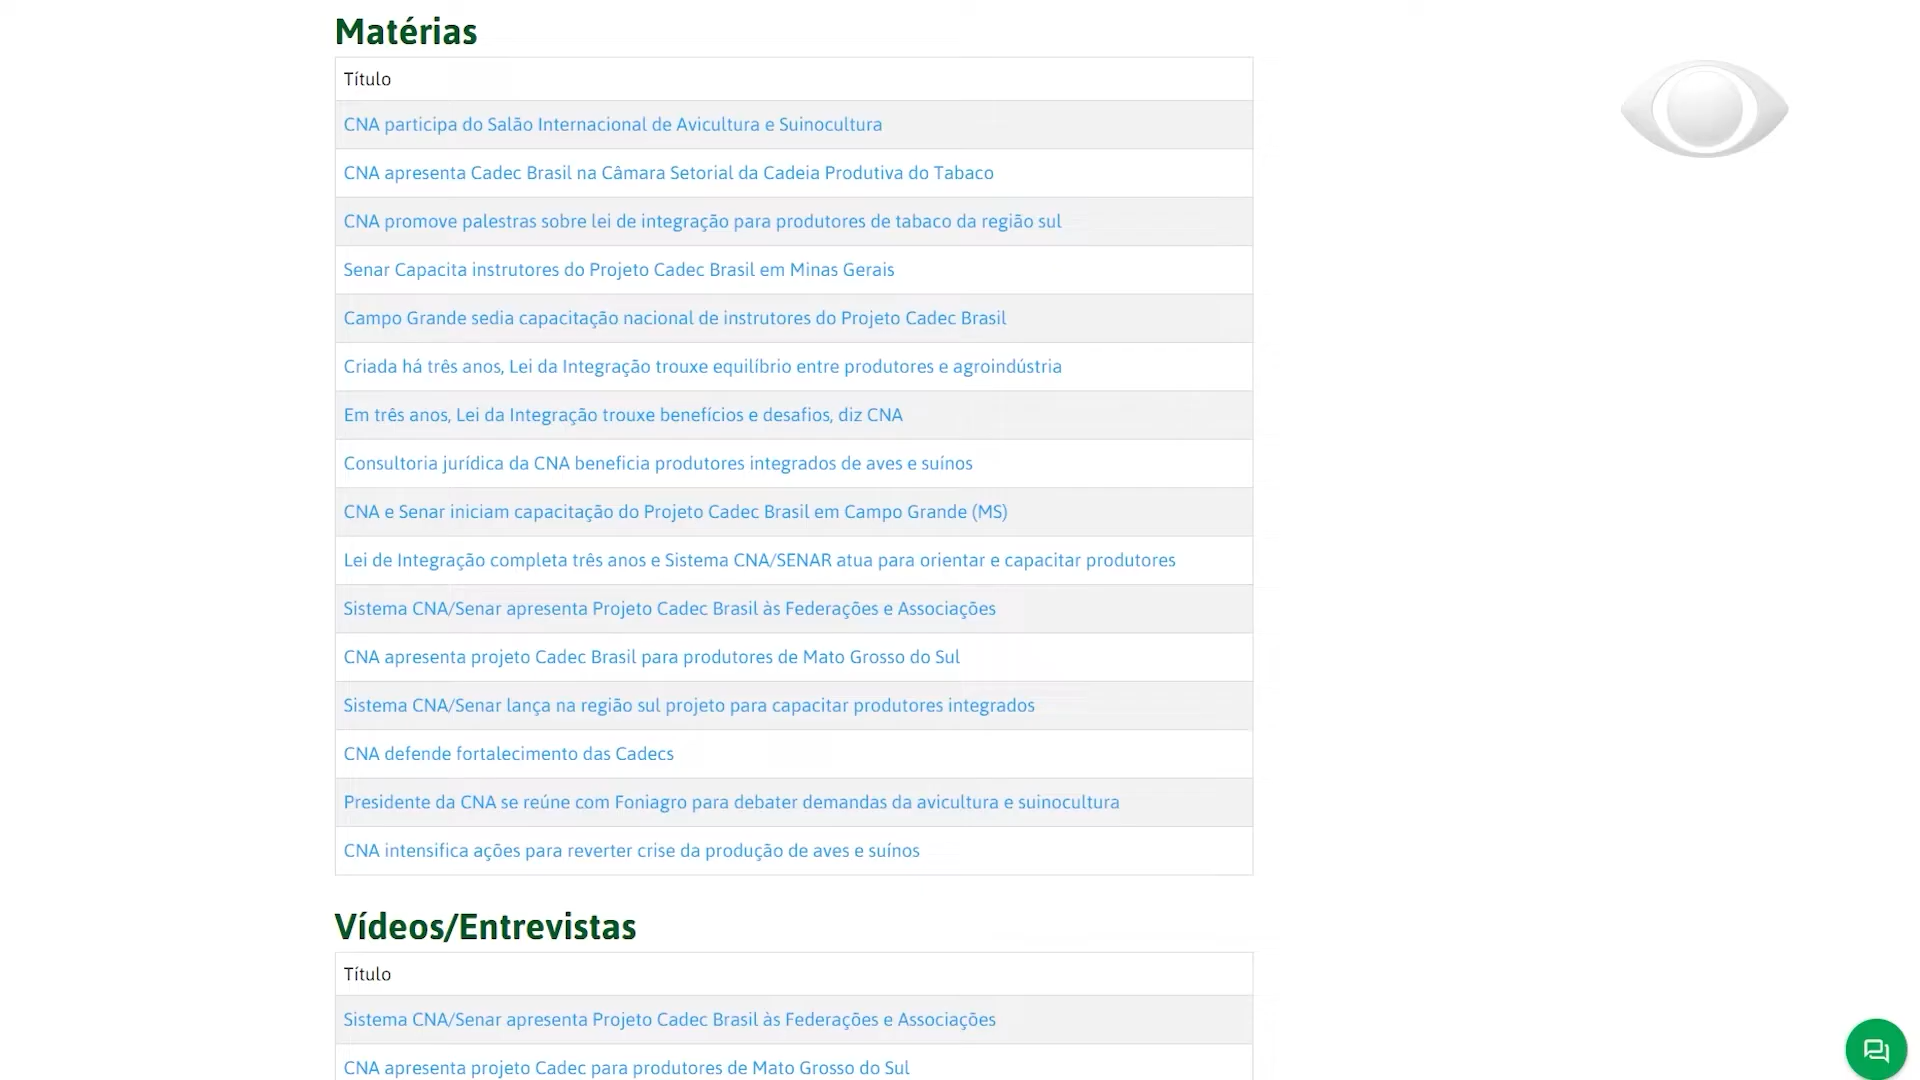 Matérias
Título
CNA participa do Salão Internacional de Avicultura e Suinocultura
CNA apresenta Cadec Brasil na Câmara Setorial da Cadeia Produtiva do Tabaco
CNA promove palestras sobre lei de integração para produtores de tabaco da região sul
Senar Capacita instrutores do Projeto Cadec Brasil em Minas Gerais
Campo Grande sedia capacitação nacional de instrutores do Projeto Cadec Brasil
Criada há três anos, Lei da Integração trouxe equilíbrio entre produtores e agroindústria
Em três anos, Lei da Integração trouxe benefícios e desafios, diz CNA
Consultoria jurídica da CNA beneficia produtores integrados de aves e suínos
CNA e Senar iniciam capacitação do Projeto Cadec Brasil em Campo Grande (MS)
Lei de Integração completa três anos e Sistema CNA/SENAR atua para orientar e capacitar produtores
Sistema CNA/Senar apresenta Projeto Cadec Brasil às Federações e Associações
CNA apresenta projeto Cadec Brasil para produtores de Mato Grosso do Sul
Sistema CNA/Senar lança na região sul projeto para capacitar produtores integrados
CNA defende fortalecimento das Cadecs
Presidente da CNA se reúne com Foniagro para debater demandas da avicultura e suinocultura
CNA intensifica ações para reverter crise da produção de aves e suínos
Vídeos/Entrevistas
Título
Sistema CNA/Senar apresenta Projeto Cadec Brasil às Federações e Associações
CNA apresenta projeto Cadec para produtores de Mato Grosso do Sul